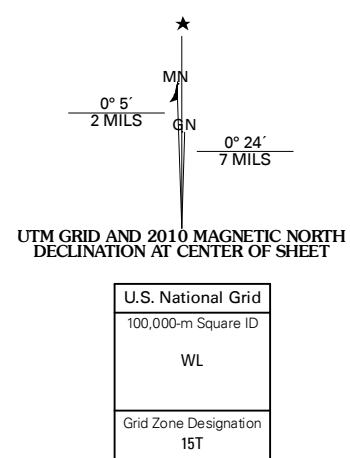 ★
MN
0° 5´
2 MILS
GN
0° 24´
7 MILS
UTM GRID AND 2010 MAGNETIC NORTH
DECLINATION AT CENTER OF SHEET
U.S. National Grid
100,000-m Square ID
WL
Grid Zone Designation
15T